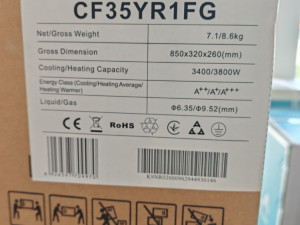 CF35YR1FG
Net/Gross Weight 7.1/8.6kg
Gross Dimension 850x320x260(mm)
Cooling/Heating Capacity 3400/3800W
Energy Class (Cooling/Heating Average/
Heating Warmer) A++/A+/A+++
Liquid/Gas Φ6.35/Φ9.52(mm)
CE RoHS